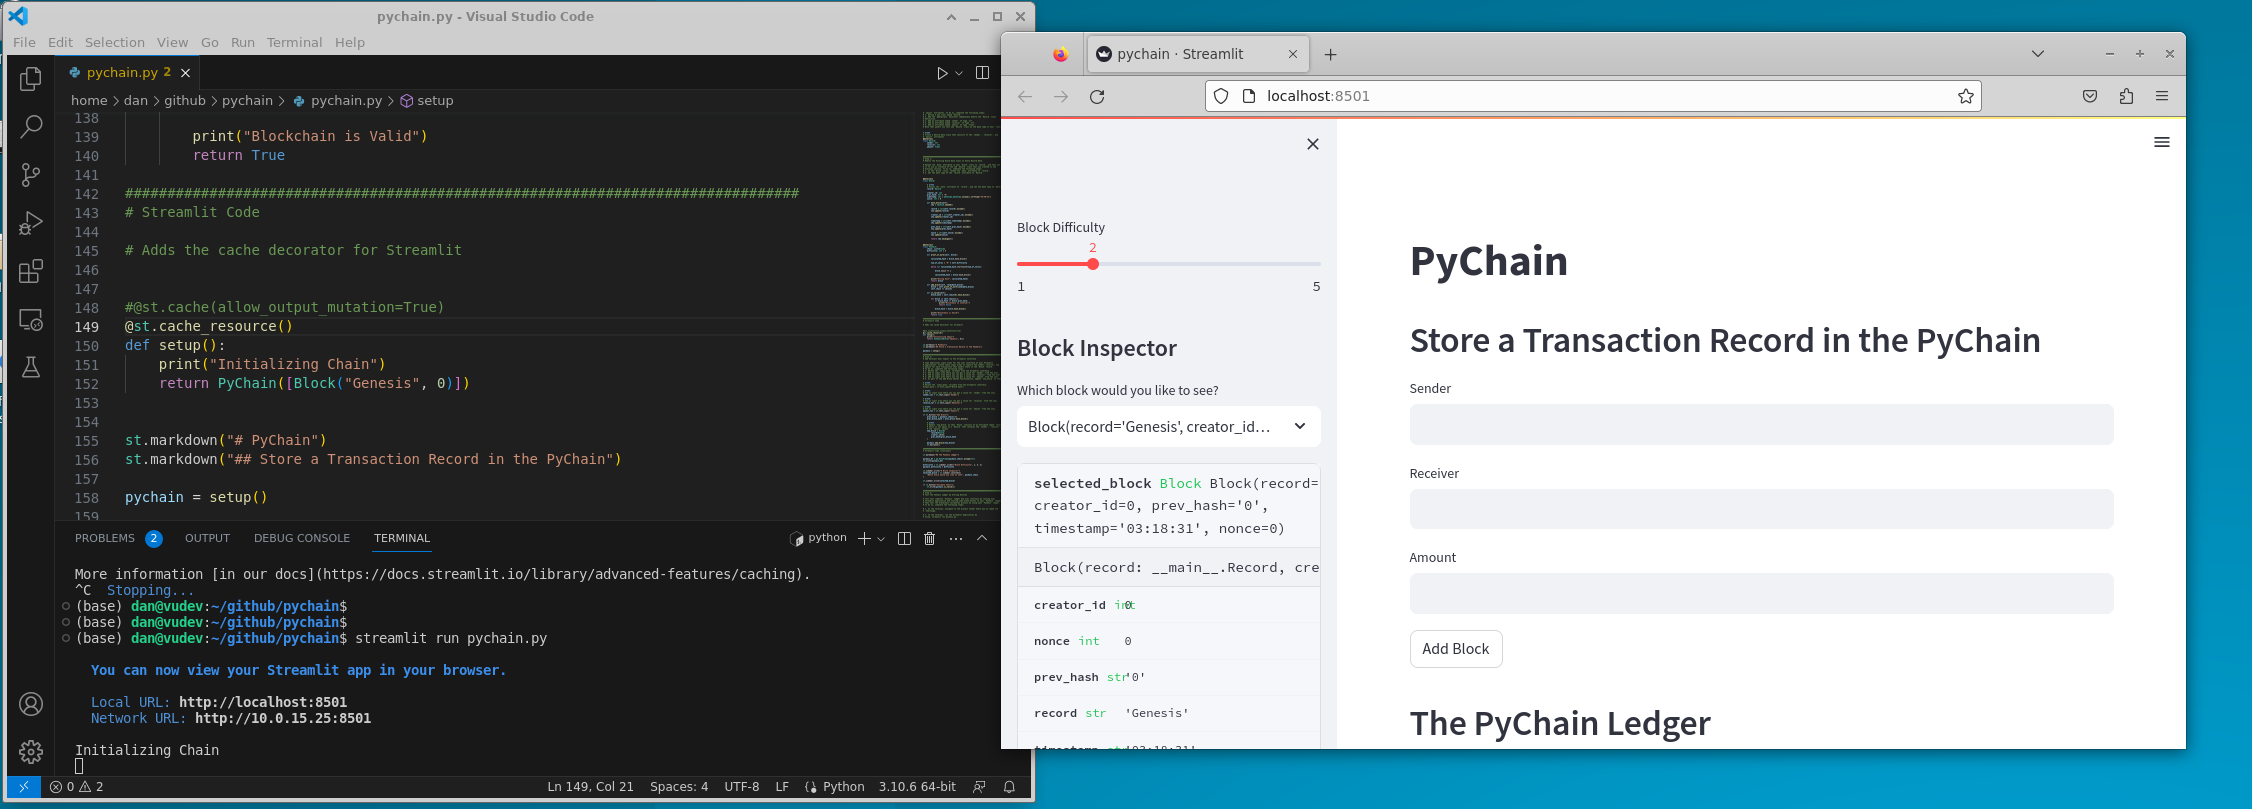 pychain.py - Visual Studio Code
File Edit Selection View Go Run Terminal Help
pychain.py 2
home > dan > github > pychain > pychain.py > setup
138
139 print("Blockchain is Valid")
140 return True
141
142 ################################################################################
143 # Streamlit Code
144
145 # Adds the cache decorator for Streamlit
146
147
148 #@st.cache(allow_output_mutation=True)
149 @st.cache_resource()
150 def setup():
151 print("Initializing Chain")
152 return PyChain([Block("Genesis", 0)])
153
154
155 st.markdown("# PyChain")
156 st.markdown("## Store a Transaction Record in the PyChain")
157
158 pychain = setup()
159
PROBLEMS 2 OUTPUT DEBUG CONSOLE TERMINAL python
More information [in our docs](https://docs.streamlit.io/library/advanced-features/caching).
^C Stopping...
(base) dan@vudev:~/github/pychain$
(base) dan@vudev:~/github/pychain$
(base) dan@vudev:~/github/pychain$ streamlit run pychain.py
You can now view your Streamlit app in your browser.
Local URL: http://localhost:8501
Network URL: http://10.0.15.25:8501
Initializing Chain
0 2 Ln 149, Col 21 Spaces: 4 UTF-8 LF Python 3.10.6 64-bit
pychain · Streamlit
localhost:8501
Block Difficulty
2
1 5
Block Inspector
Which block would you like to see?
Block(record='Genesis', creator_id...
selected_block Block Block(record=
creator_id=0, prev_hash='0',
timestamp='03:18:31', nonce=0)
Block(record: __main__.Record, cre
creator_id int 0
nonce int 0
prev_hash str '0'
record str 'Genesis'
timestamp str '03:18:31'
PyChain
Store a Transaction Record in the PyChain
Sender
Receiver
Amount
Add Block
The PyChain Ledger